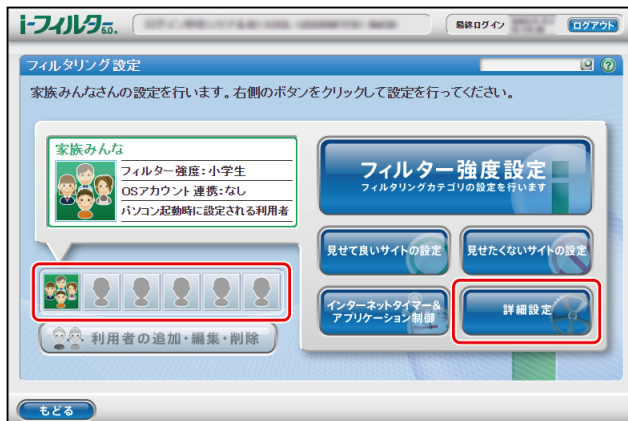 i-フィルター 6.0.
最終ログイン
ログアウト
フィルタリング設定
家族みんなさんの設定を行います。右側のボタンをクリックして設定を行ってください。
家族みんな
フィルター強度:小学生
OSアカウント連携:なし
パソコン起動時に設定される利用者
利用者の追加・編集・削除
フィルター強度設定
フィルタリングカテゴリの設定を行います
見せて良いサイトの設定
見せたくないサイトの設定
インターネットタイマー&
アプリケーション制御
詳細設定
もどる